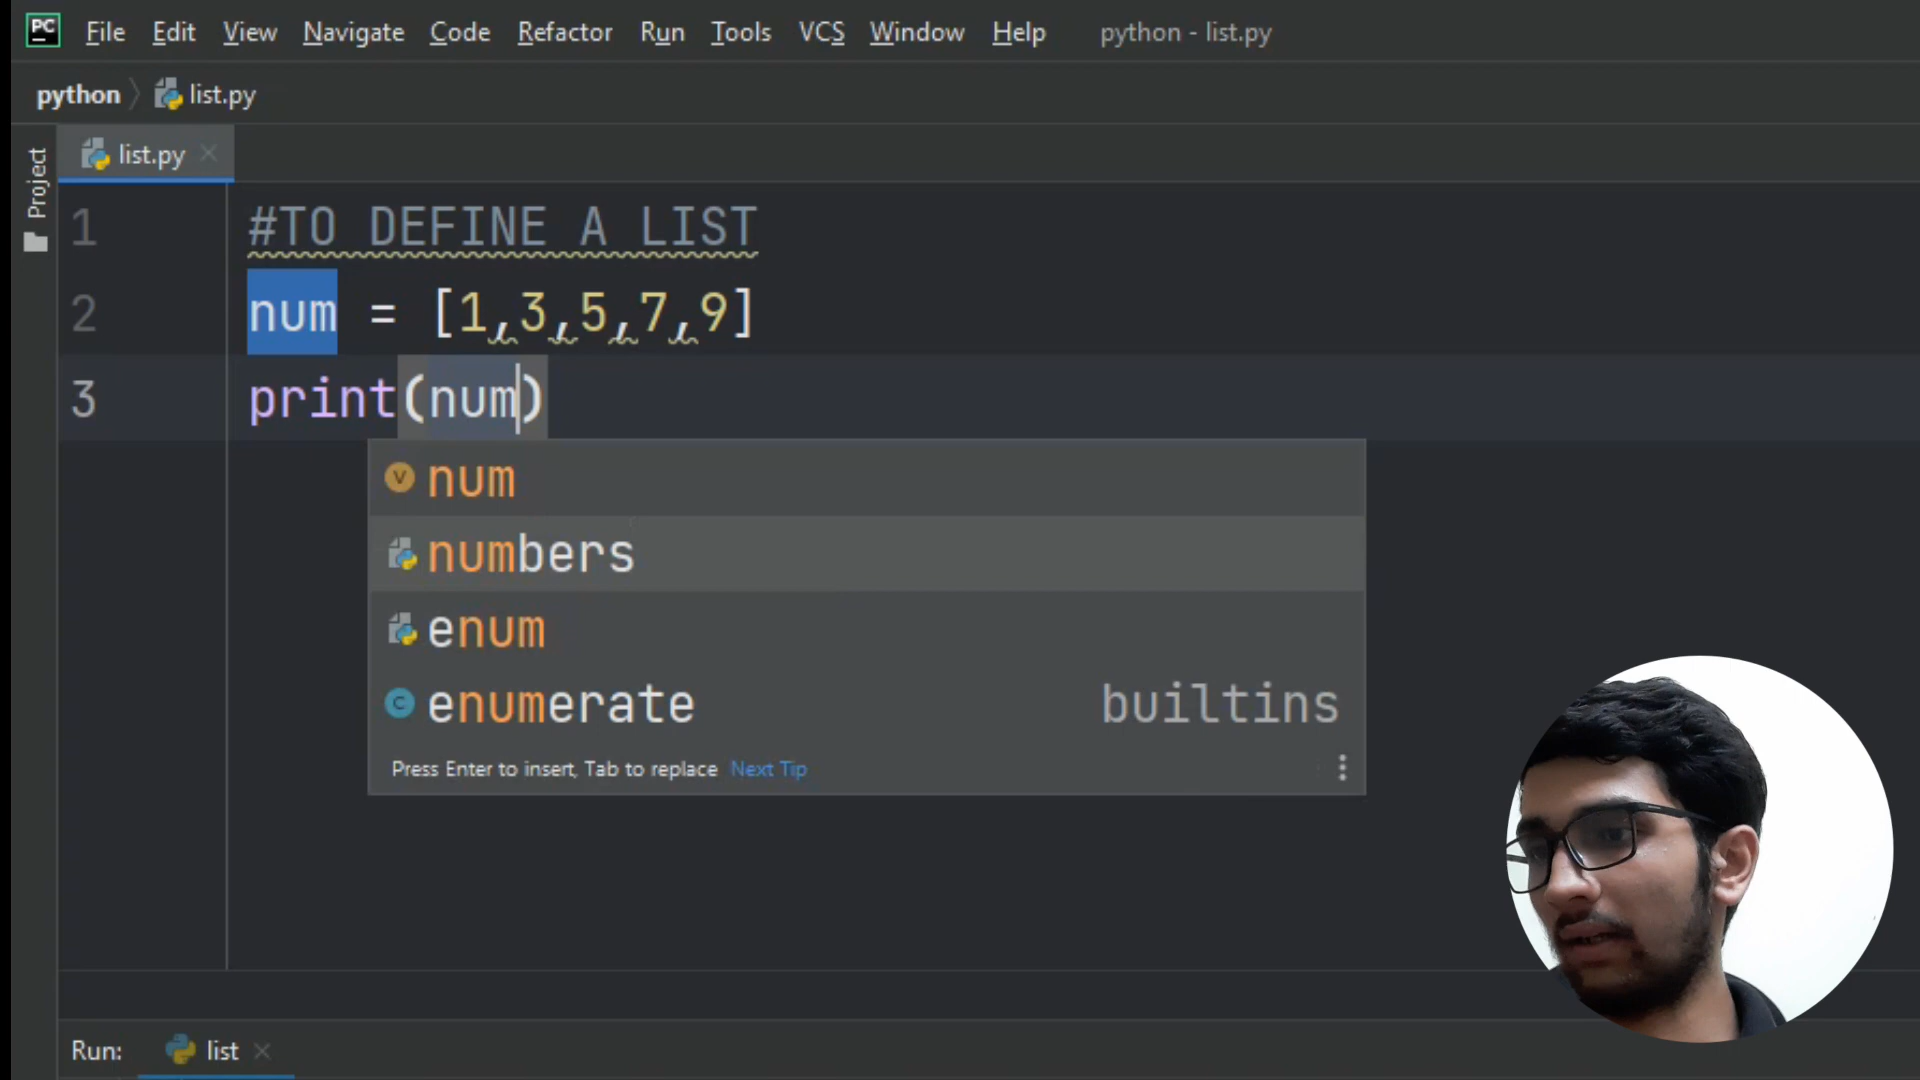 PC File Edit View Navigate Code Refactor Run Tools VCS Window Help python - list.py
python list.py
Project
list.py
1 #TO DEFINE A LIST
2 num = [1,3,5,7,9]
3 print(num)
num
numbers
enum
enumerate builtins
Press Enter to insert, Tab to replace Next Tip
Run: list